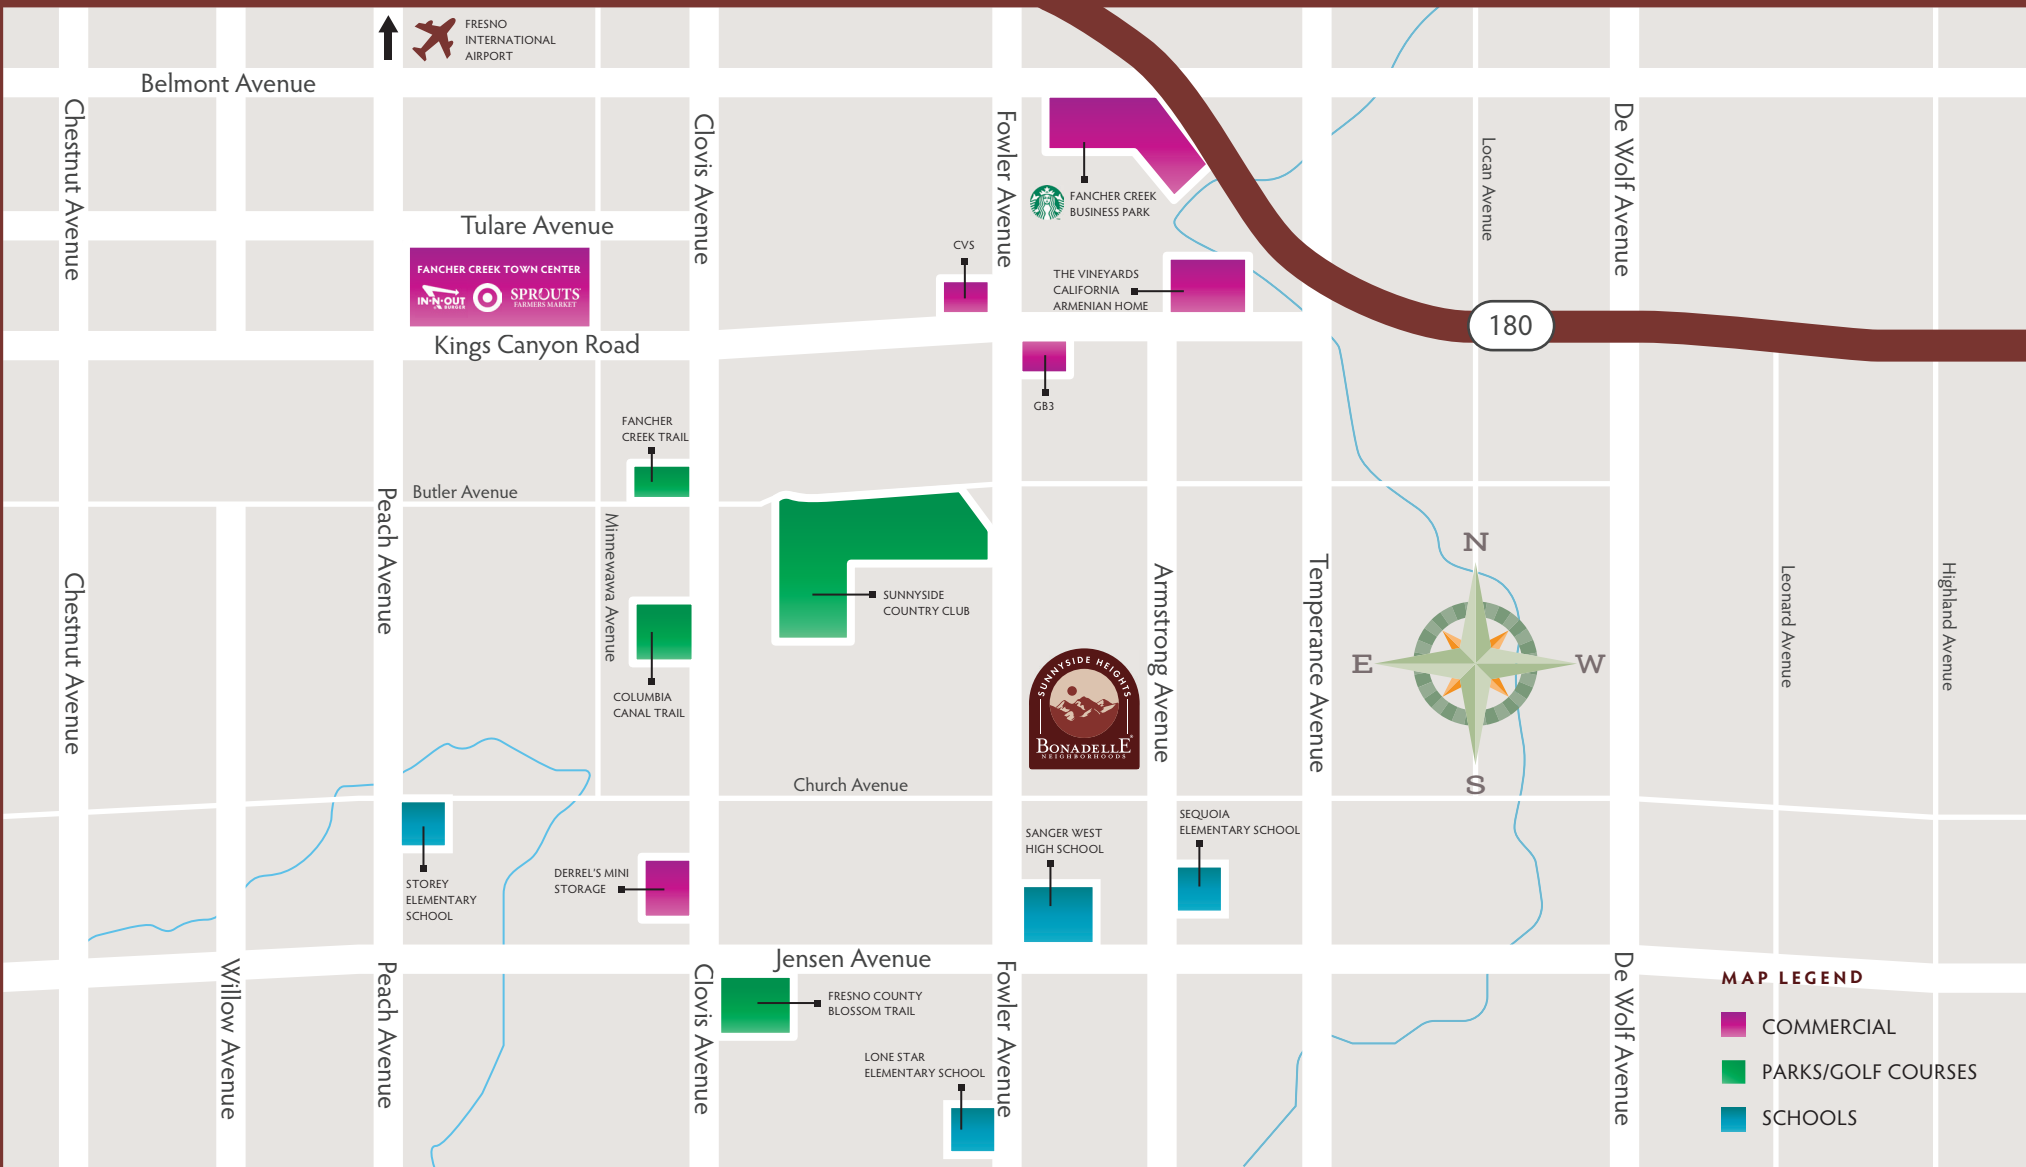 FRESNO
INTERNATIONAL
AIRPORT
Belmont Avenue
Chestnut Avenue
Clovis Avenue
Fowler Avenue
De Wolf Avenue
Locan Avenue
FANCHER CREEK
BUSINESS PARK
Tulare Avenue
FANCHER CREEK TOWN CENTER
IN-N-OUT
BURGER
SPROUTS
FARMERS MARKET
CVS
THE VINEYARDS
CALIFORNIA
ARMENIAN HOME
180
Kings Canyon Road
GB3
FANCHER
CREEK TRAIL
Butler Avenue
Peach Avenue
Minnewawa Avenue
Chestnut Avenue
SUNNYSIDE
COUNTRY CLUB
COLUMBIA
CANAL TRAIL
SUNNYSIDE HEIGHTS
BONADELLE
NEIGHBORHOODS
Armstrong Avenue
Temperance Avenue
N
E
W
S
Leonard Avenue
Highland Avenue
Church Avenue
STOREY
ELEMENTARY
SCHOOL
DERREL'S MINI
STORAGE
SANGER WEST
HIGH SCHOOL
SEQUOIA
ELEMENTARY SCHOOL
Jensen Avenue
Willow Avenue
Peach Avenue
Clovis Avenue
FRESNO COUNTY
BLOSSOM TRAIL
Fowler Avenue
LONE STAR
ELEMENTARY SCHOOL
De Wolf Avenue
MAP LEGEND
COMMERCIAL
PARKS/GOLF COURSES
SCHOOLS